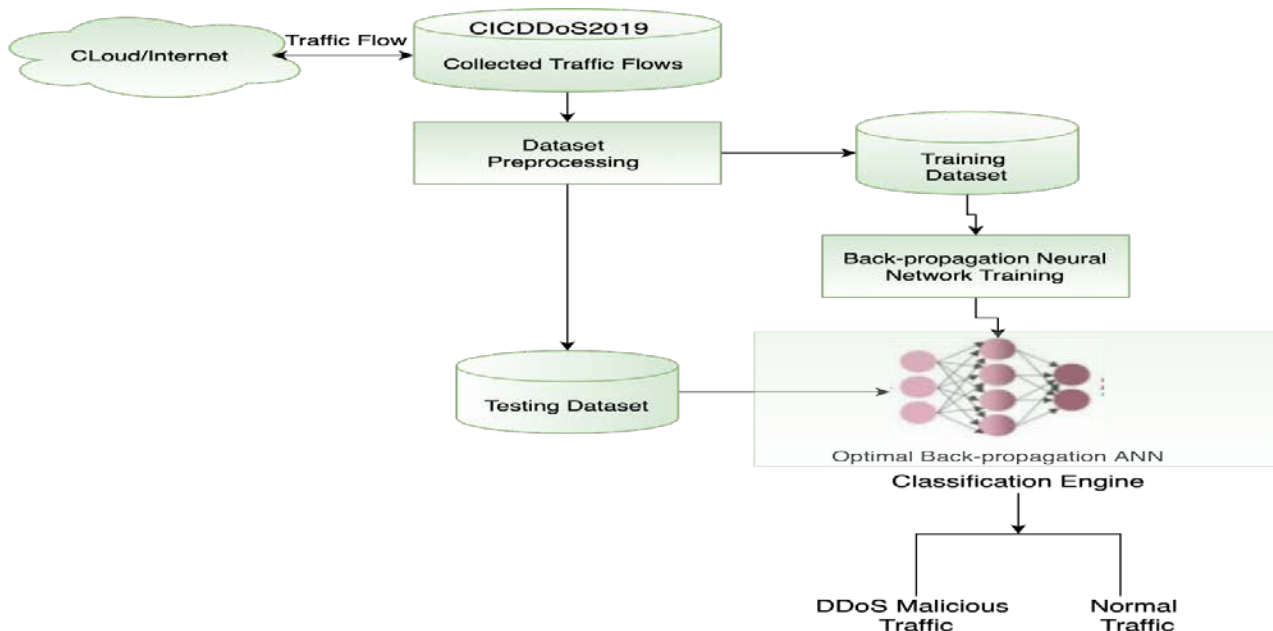 CICDDoS2019
Traffic Flow
CLoud/Internet
Collected Traffic Flows
Dataset
Preprocessing
Training
Dataset
Back-propagation Neural
Network Training
Testing Dataset
Optimal Back-propagation ANN
Classification Engine
DDoS Malicious
Traffic
Normal
Traffic